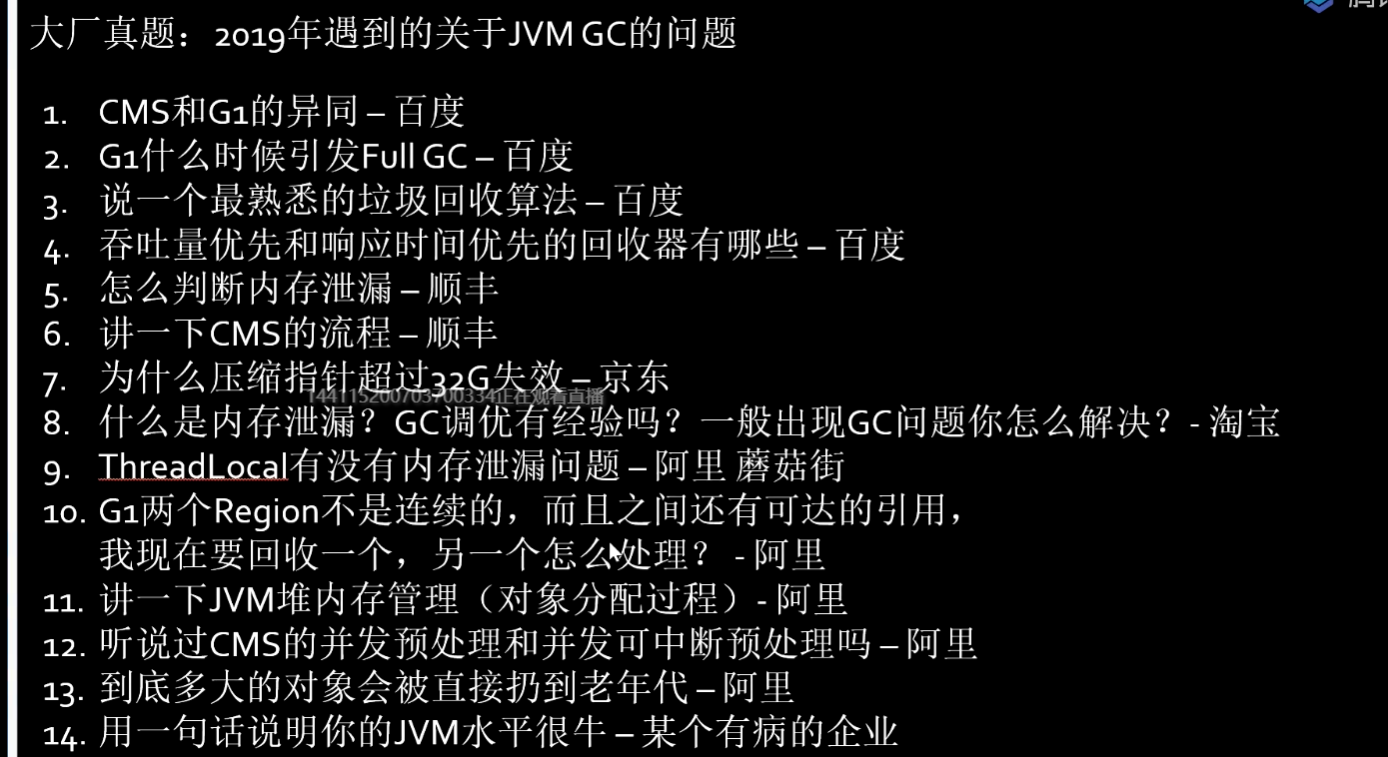 大厂真题：2019年遇到的关于JVM GC的问题
1. CMS和G1的异同 – 百度
2. G1什么时候引发Full GC – 百度
3. 说一个最熟悉的垃圾回收算法 – 百度
4. 吞吐量优先和响应时间优先的回收器有哪些 – 百度
5. 怎么判断内存泄漏 – 顺丰
6. 讲一下CMS的流程 – 顺丰
7. 为什么压缩指针超过32G失效 – 京东
144115200703700334正在观看直播
8. 什么是内存泄漏？GC调优有经验吗？一般出现GC问题你怎么解决？- 淘宝
9. ThreadLocal有没有内存泄漏问题 – 阿里 蘑菇街
10. G1两个Region不是连续的，而且之间还有可达的引用，
我现在要回收一个，另一个怎么处理？ - 阿里
11. 讲一下JVM堆内存管理（对象分配过程）- 阿里
12. 听说过CMS的并发预处理和并发可中断预处理吗 – 阿里
13. 到底多大的对象会被直接扔到老年代 – 阿里
14. 用一句话说明你的JVM水平很牛 – 某个有病的企业